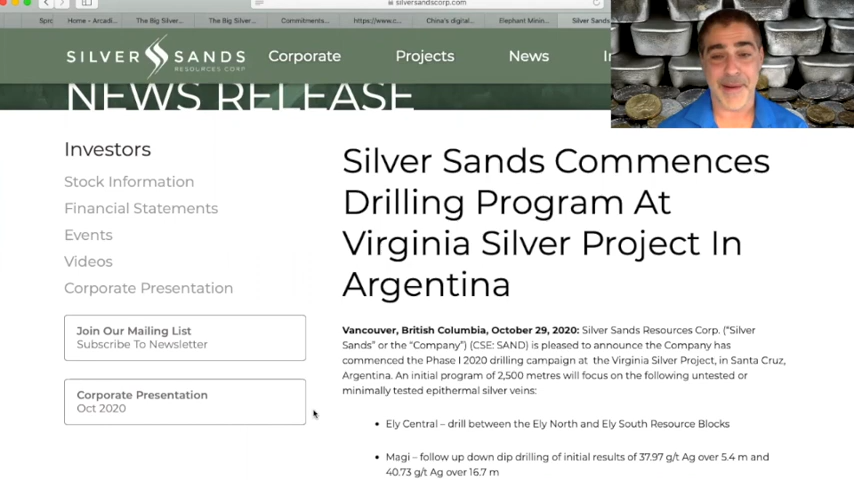 silversandscorp.com
Spro
Home - Arcadi...
The Big Silver...
The Big Silver...
Commitments...
https://www.c...
China's digital...
Elephant Minin...
Silver Sands
SILVER SANDS
RESOURCES CORP
Corporate
Projects
News
NEWS RELEASE
Investors
Stock Information
Financial Statements
Events
Videos
Corporate Presentation
Join Our Mailing List
Subscribe To Newsletter
Corporate Presentation
Oct 2020
Silver Sands Commences
Drilling Program At
Virginia Silver Project In
Argentina
Vancouver, British Columbia, October 29, 2020: Silver Sands Resources Corp. ("Silver
Sands" or the "Company") (CSE: SAND) is pleased to announce the Company has
commenced the Phase I 2020 drilling campaign at the Virginia Silver Project, in Santa Cruz,
Argentina. An initial program of 2,500 metres will focus on the following untested or
minimally tested epithermal silver veins:
• Ely Central – drill between the Ely North and Ely South Resource Blocks
• Magi – follow up down dip drilling of initial results of 37.97 g/t Ag over 5.4 m and
40.73 g/t Ag over 16.7 m